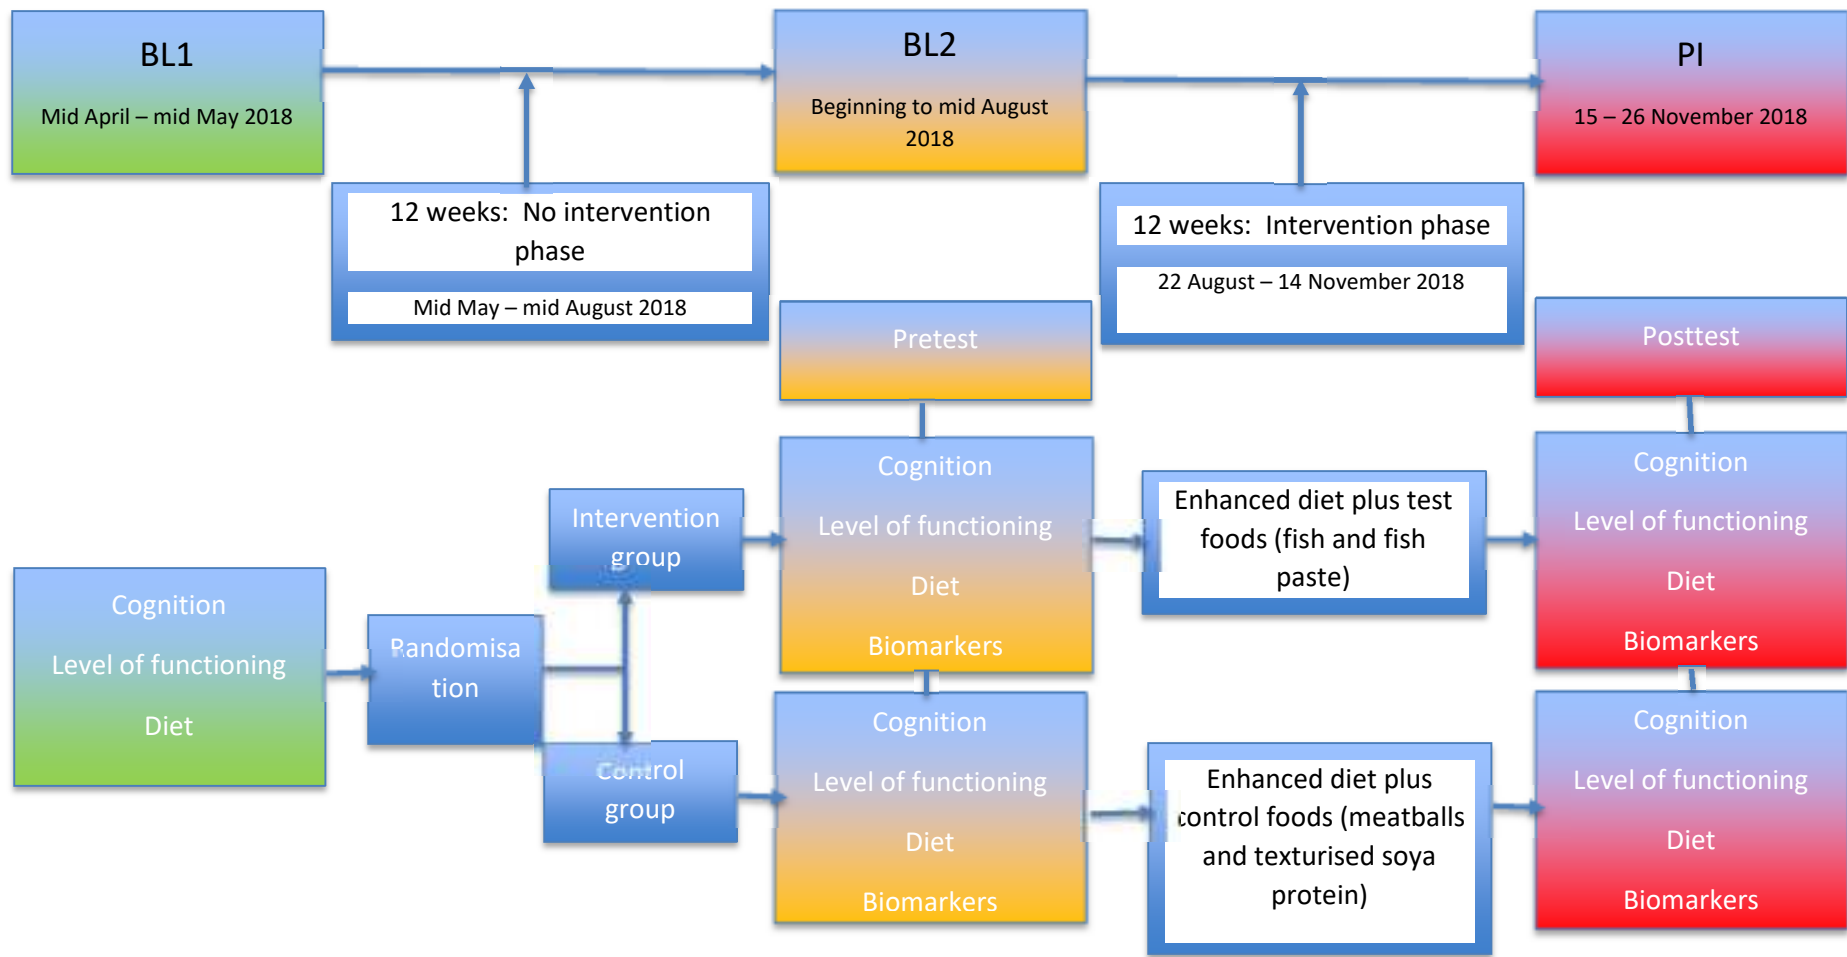 BL1
Mid April – mid May 2018
BL2
Beginning to mid August
2018
PI
15 – 26 November 2018
12 weeks:  No intervention
phase
Mid May – mid August 2018
12 weeks:  Intervention phase
22 August – 14 November 2018
Pretest
Posttest
Cognition
Level of functioning
Diet
Randomisa
tion
Intervention
group
Control
group
Cognition
Level of functioning
Diet
Biomarkers
Cognition
Level of functioning
Diet
Biomarkers
Enhanced diet plus test
foods (fish and fish
paste)
Enhanced diet plus
control foods (meatballs
and texturised soya
protein)
Cognition
Level of functioning
Diet
Biomarkers
Cognition
Level of functioning
Diet
Biomarkers